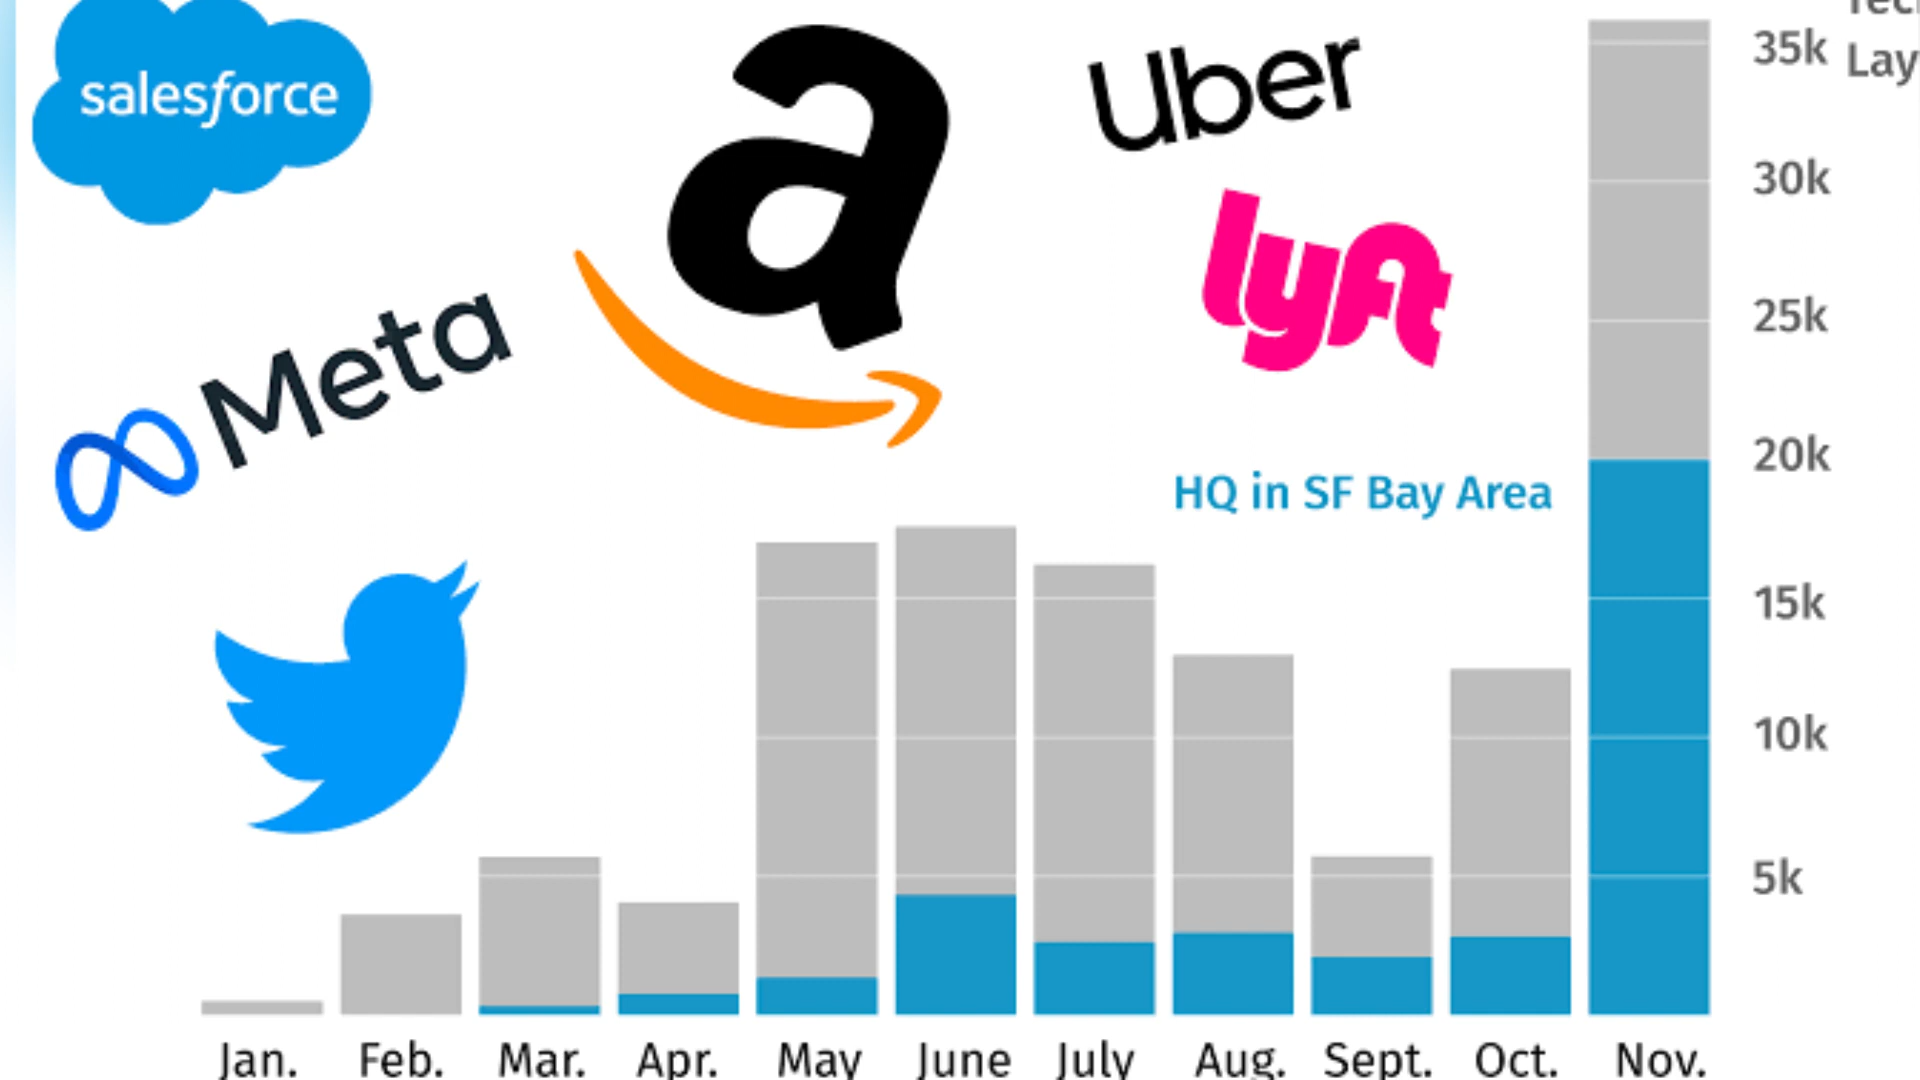 salesforce
a
Uber
lyft
Meta
HQ in SF Bay Area
35k
Lay
30k
25k
20k
15k
10k
5k
Jan.
Feb.
Mar.
Apr.
May
June
July
Aug.
Sept.
Oct.
Nov.